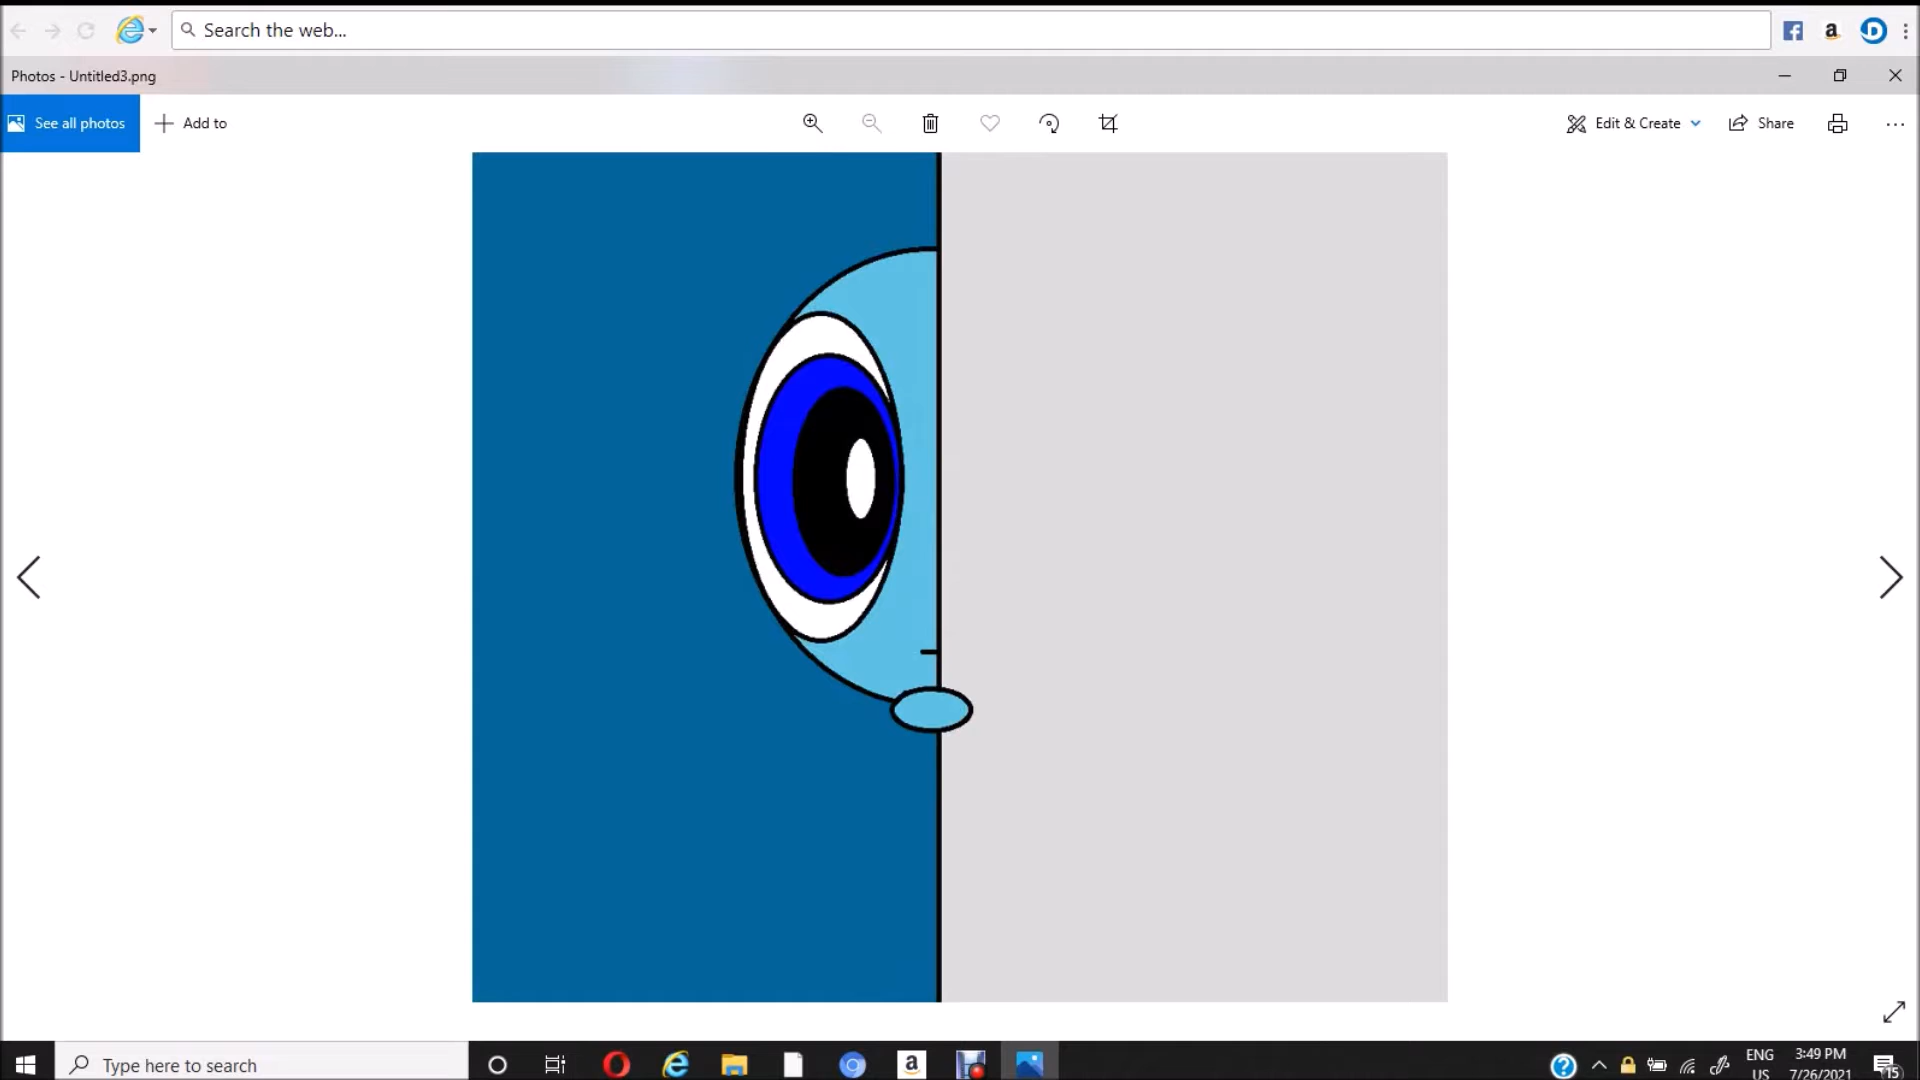 Search the web...
Photos - Untitled3.png
See all photos
Add to
Edit & Create
Share
Type here to search
a
ENG
US
3:49 PM
7/26/2021
15